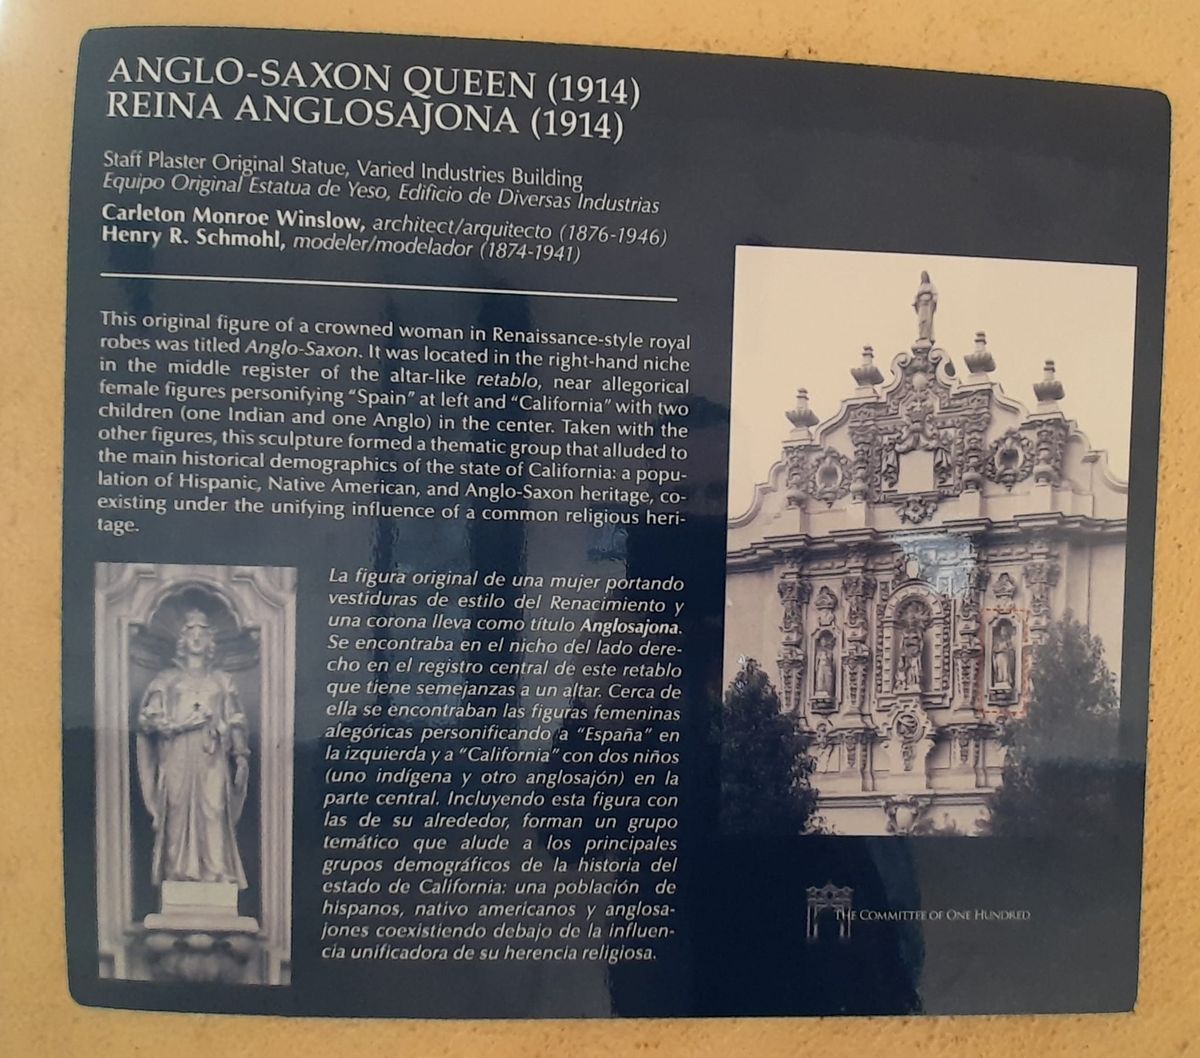 ANGLO-SAXON QUEEN (1914)
REINA ANGLOSAJONA (1914)
Staff Plaster Original Statue, Varied Industries Building
Equipo Original Estatua de Yeso, Edificio de Diversas Industrias
Carleton Monroe Winslow, architect/arquitecto (1876-1946)
Henry R. Schmohl, modeler/modelador (1874-1941)
This original figure of a crowned woman in Renaissance-style royal
robes was titled Anglo-Saxon. It was located in the right-hand niche
in the middle register of the altar-like retablo, near allegorical
female figures personifying “Spain” at left and “California” with two
children (one Indian and one Anglo) in the center. Taken with the
other figures, this sculpture formed a thematic group that alluded to
the main historical demographics of the state of California: a popu-
lation of Hispanic, Native American, and Anglo-Saxon heritage, co-
existing under the unifying influence of a common religious heri-
tage.
La figura original de una mujer portando
vestiduras de estilo del Renacimiento y
una corona lleva como título Anglosajona.
Se encontraba en el nicho del lado dere-
cho en el registro central de este retablo
que tiene semejanzas a un altar. Cerca de
ella se encontraban las figuras femeninas
alegóricas personificando a “España” en
la izquierda y a “California” con dos niños
(uno indígena y otro anglosajón) en la
parte central. Incluyendo esta figura con
las de su alrededor, forman un grupo
temático que alude a los principales
grupos demográficos de la historia del
estado de California: una población de
hispanos, nativo americanos y anglosa-
jones coexistiendo debajo de la influen-
cia unificadora de su herencia religiosa.
THE COMMITTEE OF ONE HUNDRED